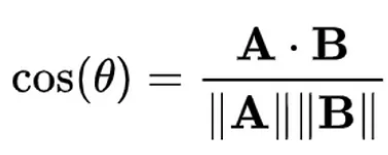 cos(θ) = A · B / ‖A‖‖B‖